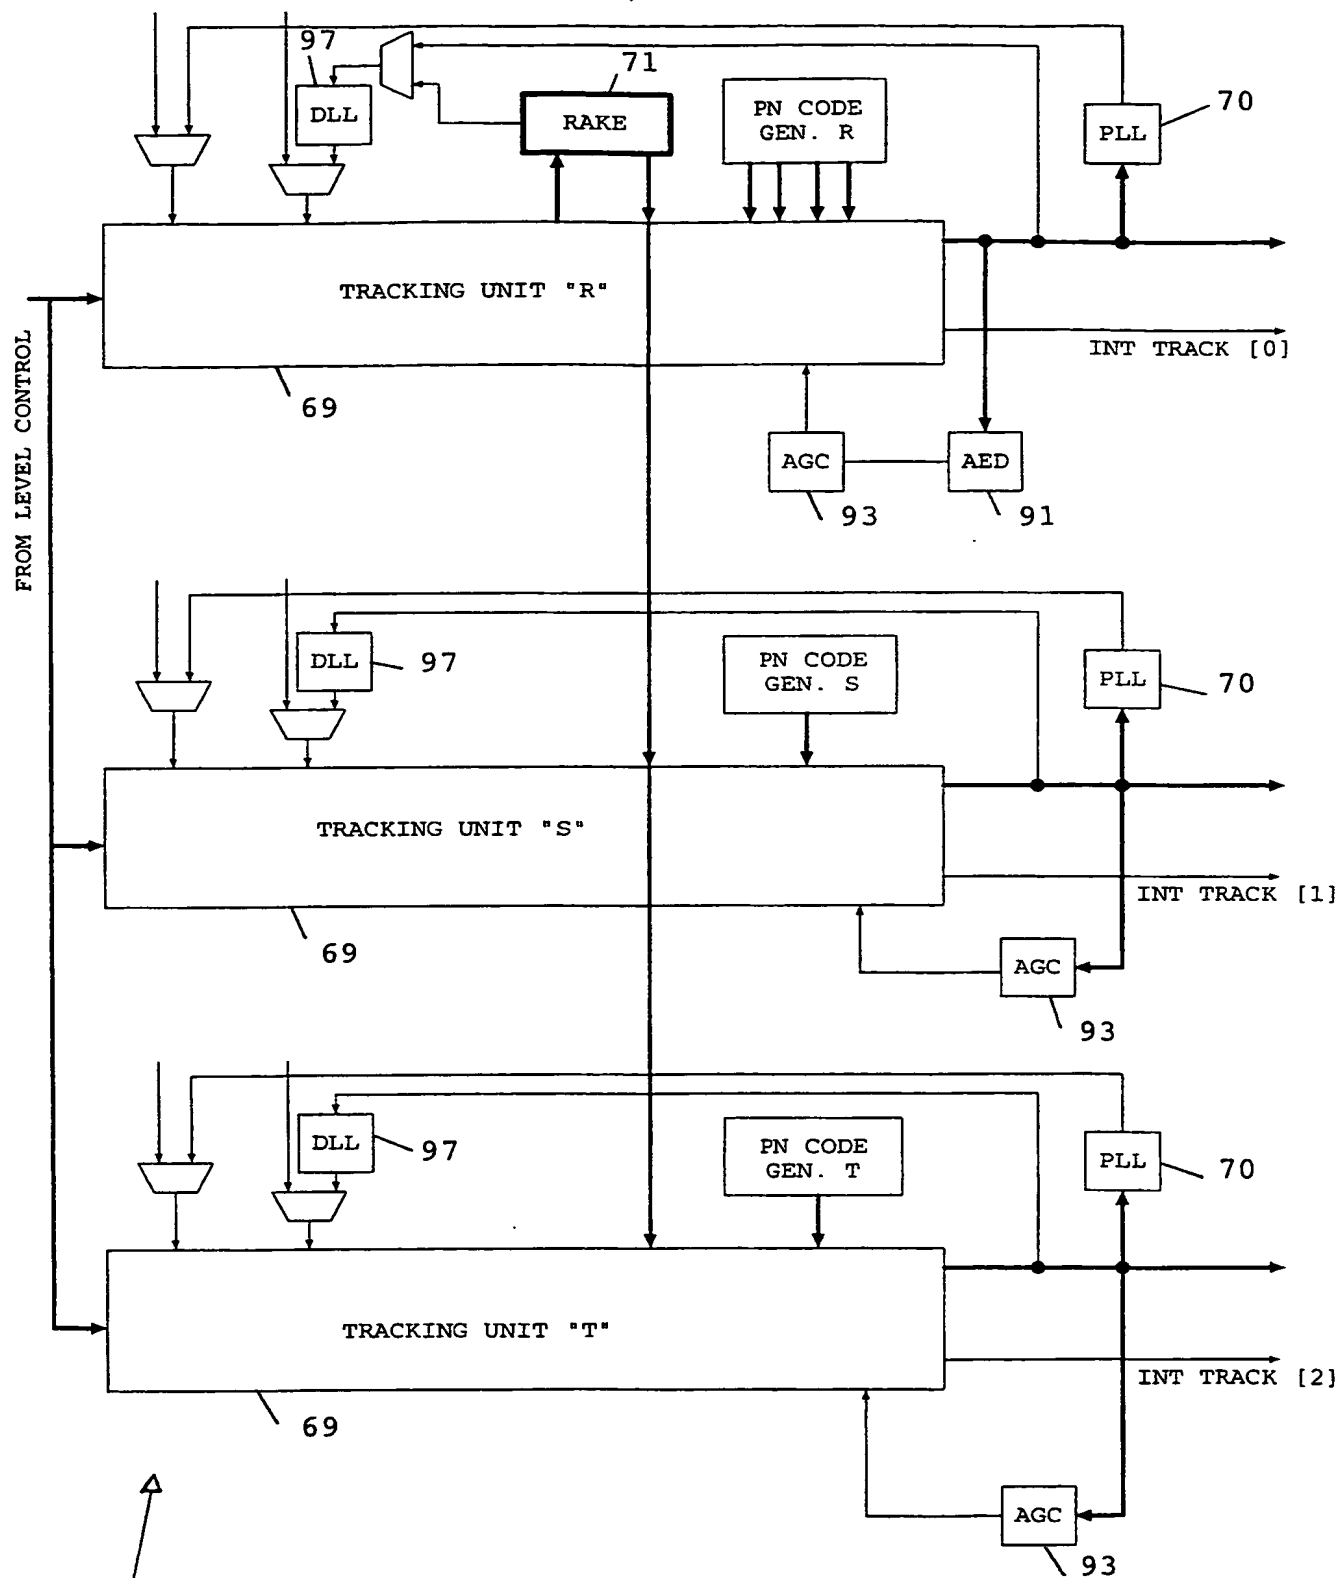 97
71
DLL
RAKE
PN CODE
GEN. R
PLL
70
TRACKING UNIT "R"
INT TRACK [0]
FROM LEVEL CONTROL
69
AGC
AED
93
91
DLL
97
PN CODE
GEN. S
PLL
70
TRACKING UNIT "S"
INT TRACK [1]
69
AGC
93
DLL
97
PN CODE
GEN. T
PLL
70
TRACKING UNIT "T"
INT TRACK [2]
69
AGC
93